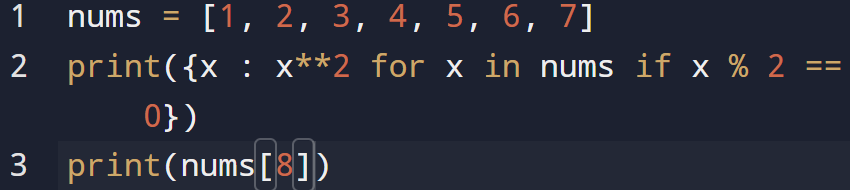 1 nums = [1, 2, 3, 4, 5, 6, 7]
2 print({x : x**2 for x in nums if x % 2 ==
0})
3 print(nums[8])